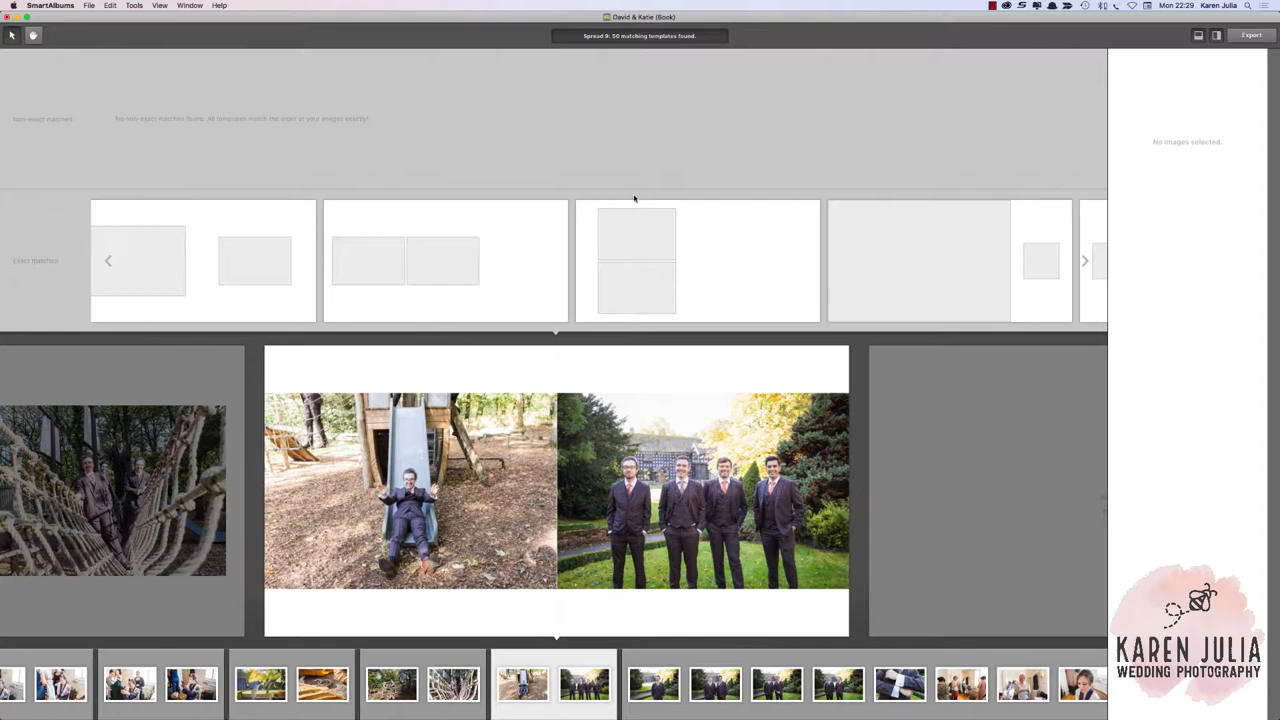 SmartAlbums File Edit Tools View Window Help
Mon 22:29 Karen Julia
David & Katie (Book)
Spread 9: 50 matching templates found.
Export
Non-exact matches:
No non-exact matches found. All templates match the order of your images exactly!
No images selected.
Exact matches:
KAREN JULIA
WEDDING PHOTOGRAPHY